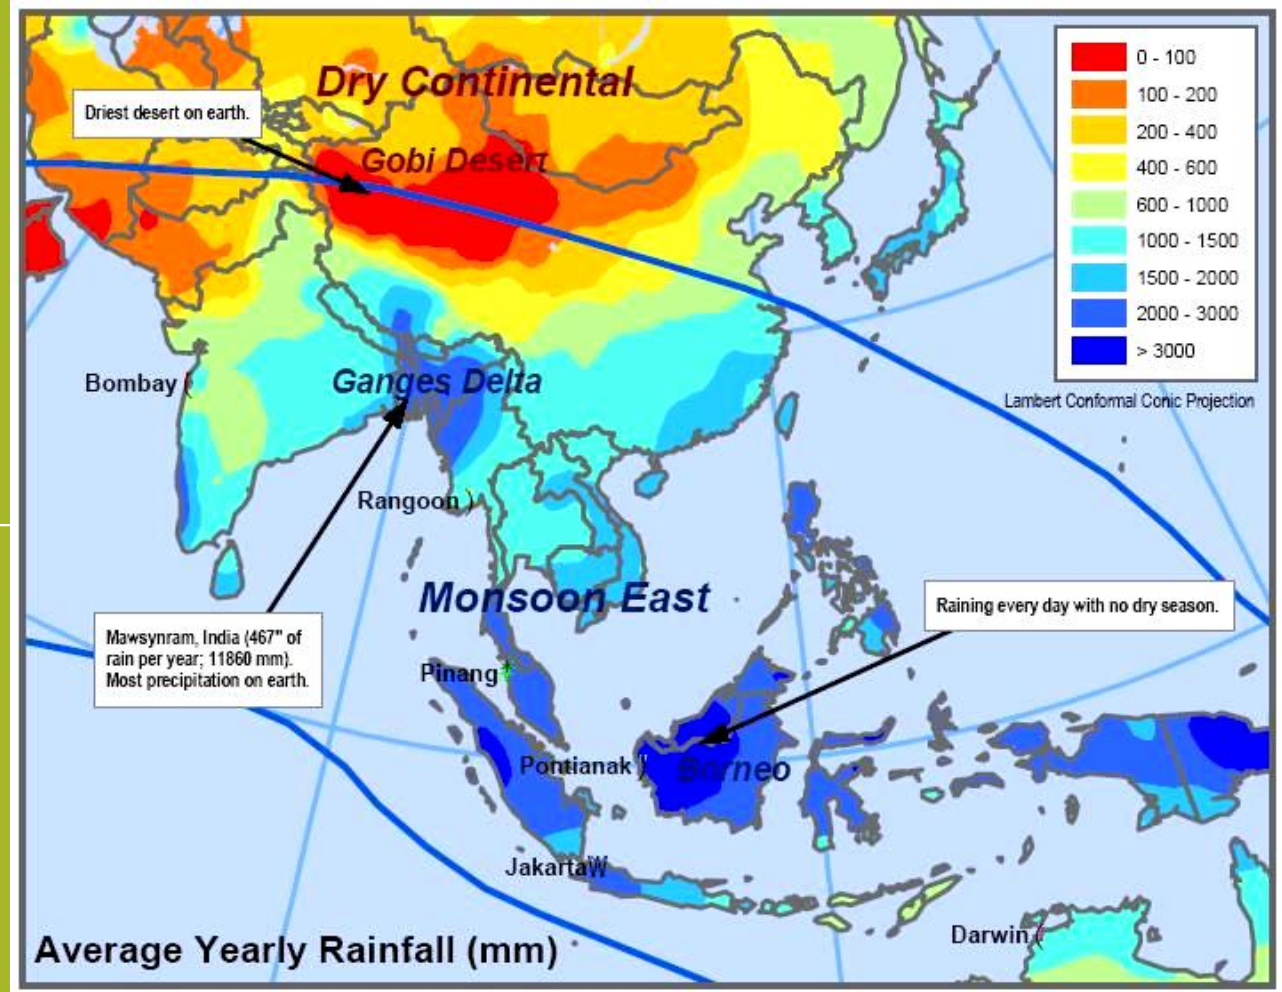 Dry Continental
Driest desert on earth.
Gobi Desert
0 - 100
100 - 200
200 - 400
400 - 600
600 - 1000
1000 - 1500
1500 - 2000
2000 - 3000
> 3000
Lambert Conformal Conic Projection
Bombay
Ganges Delta
Rangoon
Monsoon East
Raining every day with no dry season.
Mawsynram, India (467" of
rain per year; 11860 mm).
Most precipitation on earth.
Pinang
Pontianak
Borneo
Jakarta
Darwin
Average Yearly Rainfall (mm)